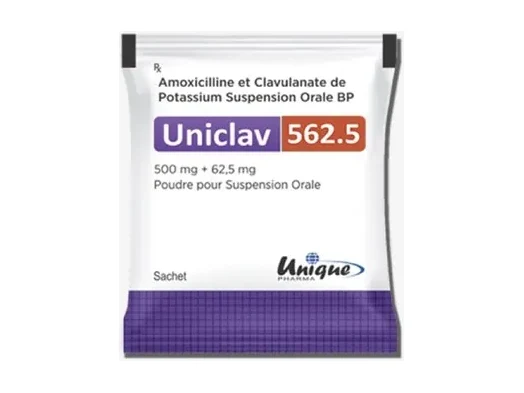 Rx
Amoxicilline et Clavulanate de
Potassium Suspension Orale BP
Uniclav 562.5
500 mg + 62,5 mg
Poudre pour Suspension Orale
Sachet
Unique
PHARMA